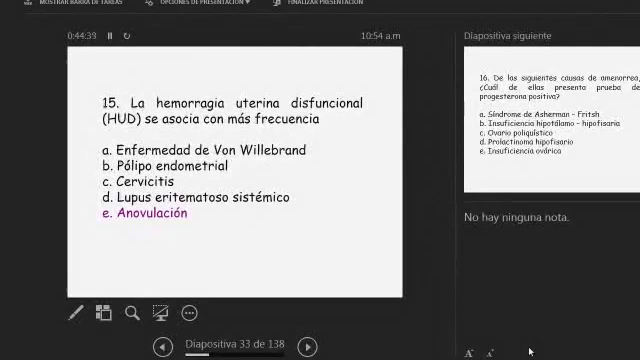 MOSTRAR BARRA DE TAREAS OPCIONES DE PRESENTACIÓN ▼ FINALIZAR PRESENTACIÓN
0:44:39 10:54 a.m
Diapositiva siguiente
15. La hemorragia uterina disfuncional
(HUD) se asocia con más frecuencia
a. Enfermedad de Von Willebrand
b. Pólipo endometrial
c. Cervicitis
d. Lupus eritematoso sistémico
e. Anovulación
16. De las siguientes causas de amenorrea,
¿Cuál de ellas presenta prueba de
progesterona positiva?
a. Síndrome de Asherman – Fritsh
b. Insuficiencia hipotálamo – hipofisaria
c. Ovario poliquístico
d. Prolactinoma hipofisario
e. Insuficiencia ovárica
No hay ninguna nota.
Diapositiva 33 de 138
A A